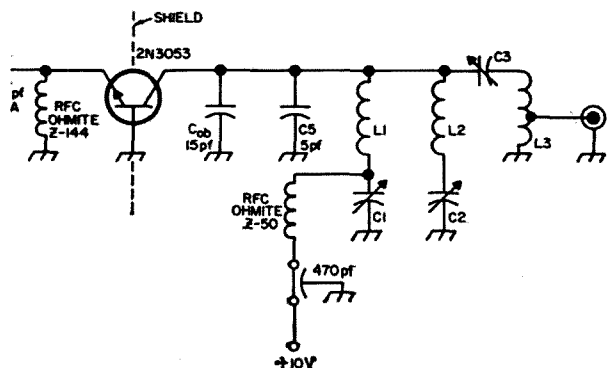 SHIELD
2N3053
pf
A
RFC
OHMITE
Z-144
Cob
15pf
C5
5pf
L1
L2
C3
L3
RFC
OHMITE
Z-50
C1
C2
470pf
+10V